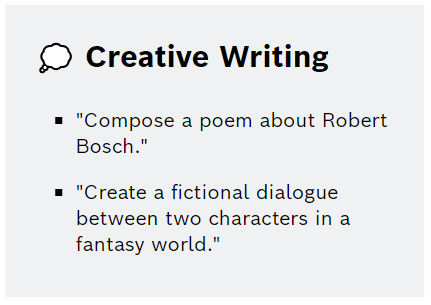 Creative Writing
"Compose a poem about Robert
Bosch."
"Create a fictional dialogue
between two characters in a
fantasy world."